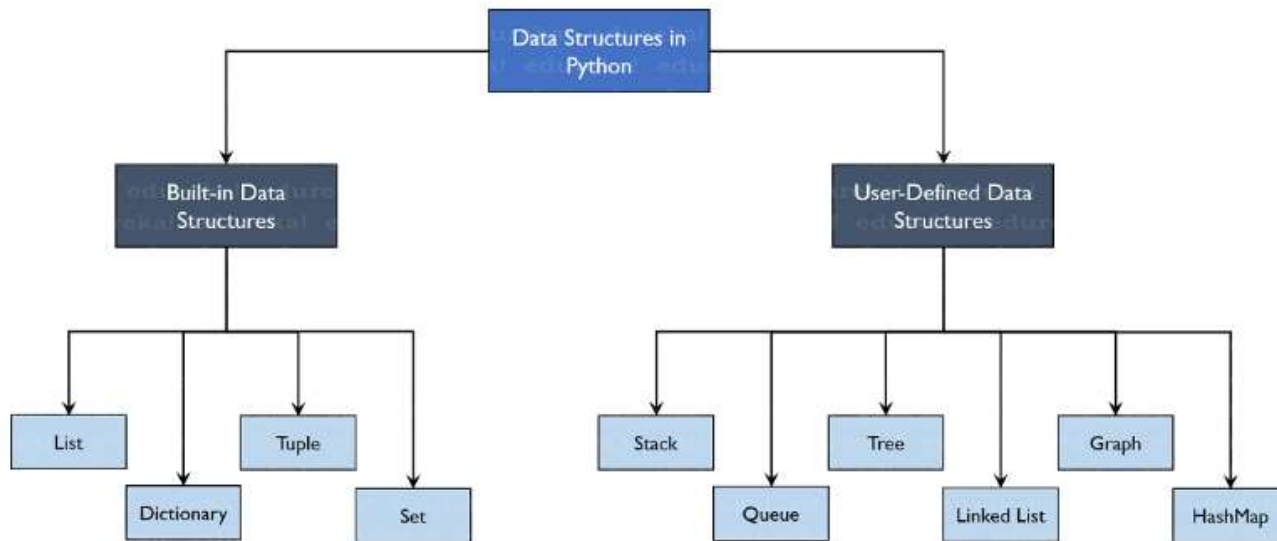 Data Structures in
Python
Built-in Data
Structures
User-Defined Data
Structures
List
Tuple
Dictionary
Set
Stack
Tree
Graph
Queue
Linked List
HashMap